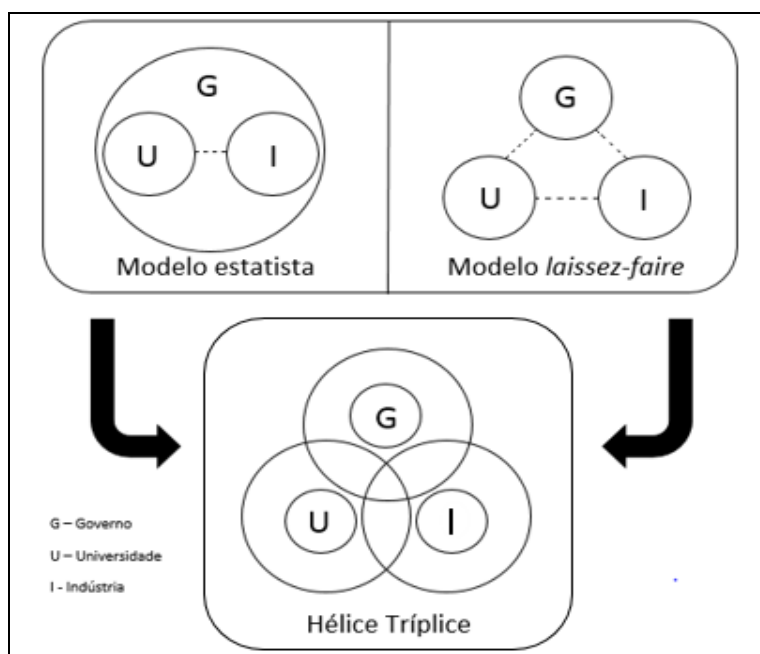 G
U
I
Modelo estatista
G
U
I
Modelo laissez-faire
G
U
I
G – Governo
U – Universidade
I - Indústria
Hélice Tríplice